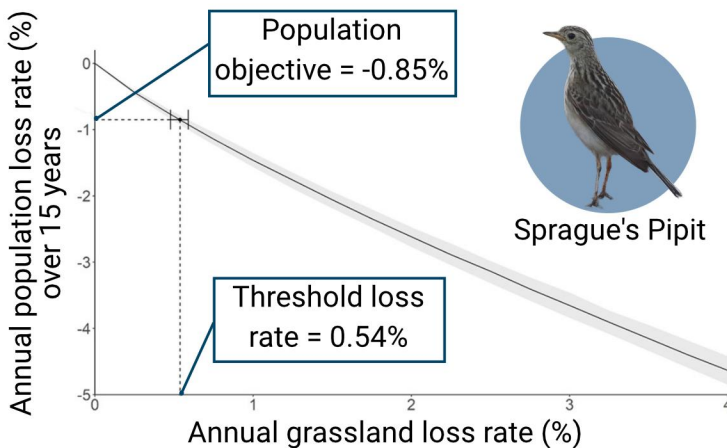 Population
objective = -0.85%
Sprague's Pipit
Threshold loss
rate = 0.54%
Annual population loss rate (%)
over 15 years
0
-1
-2
-3
-4
-5
0
1
2
3
4
Annual grassland loss rate (%)